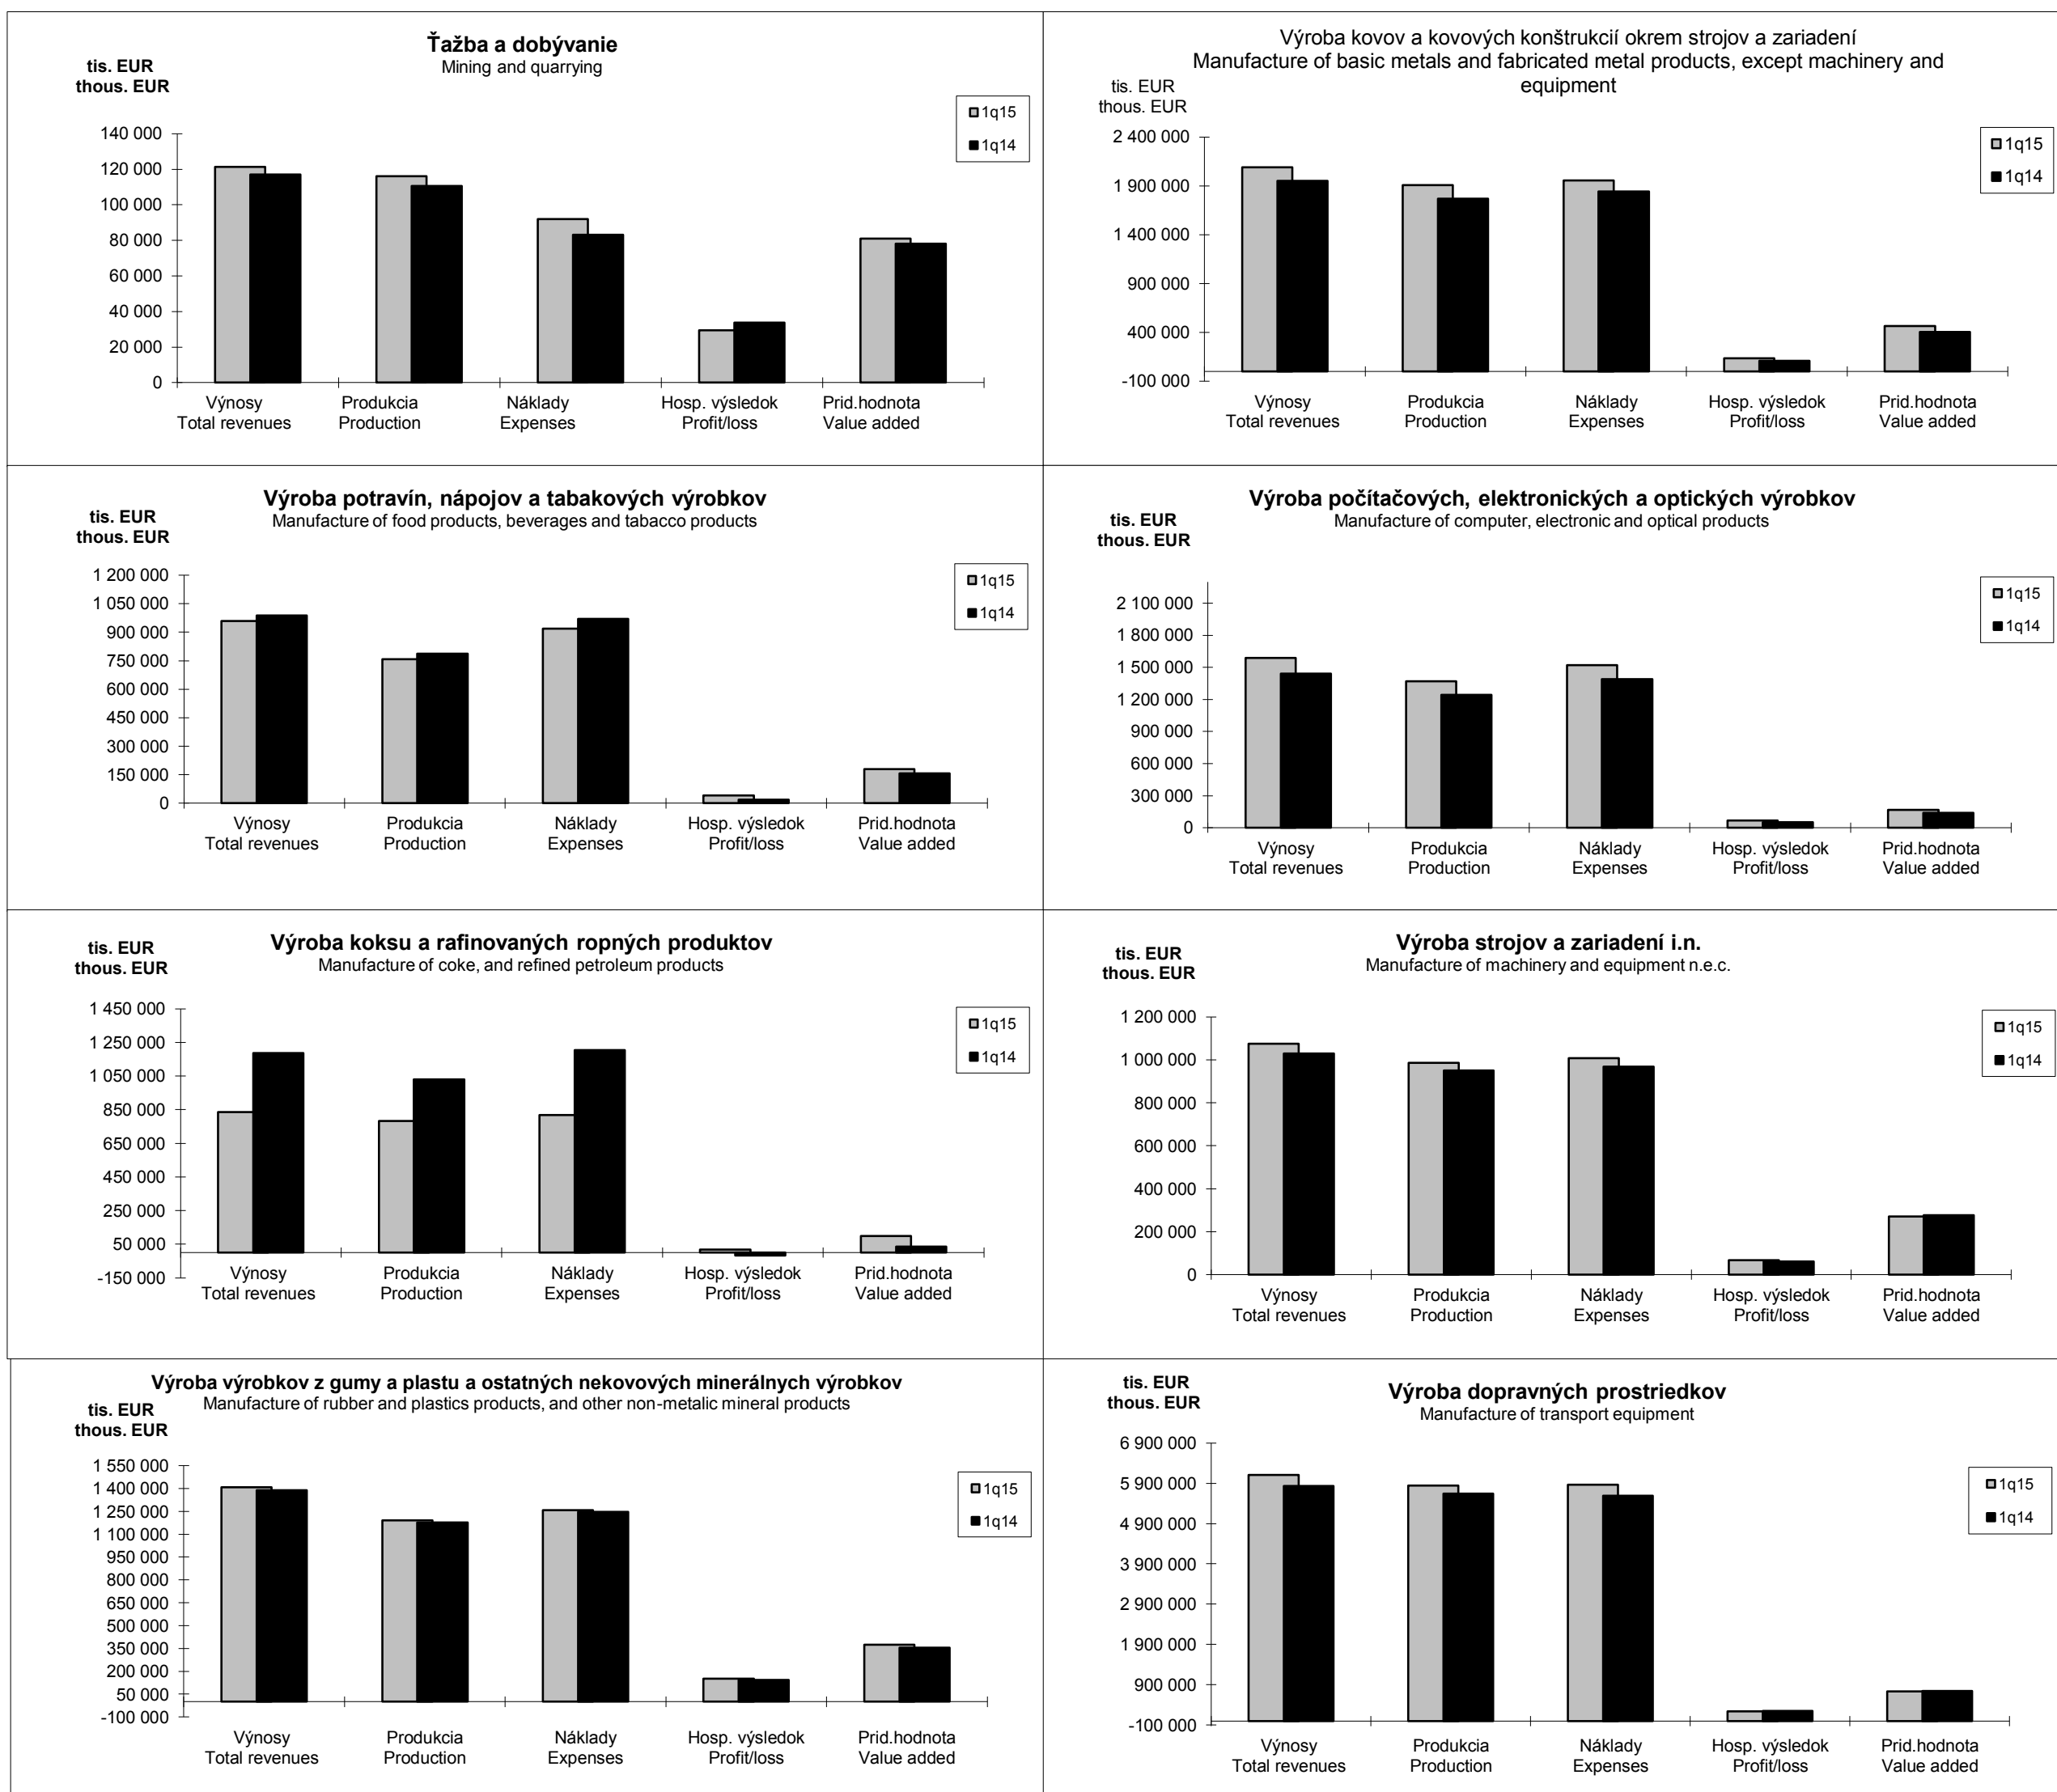 Ťažba a dobývanie
Mining and quarrying
tis. EUR
thous. EUR
1q15
1q14
140 000
120 000
100 000
80 000
60 000
40 000
20 000
0
Výnosy Produkcia Náklady Hosp. výsledok Prid.hodnota
Total revenues Production Expenses Profit/loss Value added
Výroba kovov a kovových konštrukcií okrem strojov a zariadení
Manufacture of basic metals and fabricated metal products, except machinery and
equipment
tis. EUR
thous. EUR
1q15
1q14
2 400 000
1 900 000
1 400 000
900 000
400 000
-100 000
Výnosy Produkcia Náklady Hosp. výsledok Prid.hodnota
Total revenues Production Expenses Profit/loss Value added
Výroba potravín, nápojov a tabakových výrobkov
Manufacture of food products, beverages and tabacco products
tis. EUR
thous. EUR
1q15
1q14
1 200 000
1 050 000
900 000
750 000
600 000
450 000
300 000
150 000
0
Výnosy Produkcia Náklady Hosp. výsledok Prid.hodnota
Total revenues Production Expenses Profit/loss Value added
Výroba počítačových, elektronických a optických výrobkov
Manufacture of computer, electronic and optical products
tis. EUR
thous. EUR
1q15
1q14
2 100 000
1 800 000
1 500 000
1 200 000
900 000
600 000
300 000
0
Výnosy Produkcia Náklady Hosp. výsledok Prid.hodnota
Total revenues Production Expenses Profit/loss Value added
Výroba koksu a rafinovaných ropných produktov
Manufacture of coke, and refined petroleum products
tis. EUR
thous. EUR
1q15
1q14
1 450 000
1 250 000
1 050 000
850 000
650 000
450 000
250 000
50 000
-150 000
Výnosy Produkcia Náklady Hosp. výsledok Prid.hodnota
Total revenues Production Expenses Profit/loss Value added
Výroba strojov a zariadení i.n.
Manufacture of machinery and equipment n.e.c.
tis. EUR
thous. EUR
1q15
1q14
1 200 000
1 000 000
800 000
600 000
400 000
200 000
0
Výnosy Produkcia Náklady Hosp. výsledok Prid.hodnota
Total revenues Production Expenses Profit/loss Value added
Výroba výrobkov z gumy a plastu a ostatných nekovových minerálnych výrobkov
Manufacture of rubber and plastics products, and other non-metalic mineral products
tis. EUR
thous. EUR
1q15
1q14
1 550 000
1 400 000
1 250 000
1 100 000
950 000
800 000
650 000
500 000
350 000
200 000
50 000
-100 000
Výnosy Produkcia Náklady Hosp. výsledok Prid.hodnota
Total revenues Production Expenses Profit/loss Value added
Výroba dopravných prostriedkov
Manufacture of transport equipment
tis. EUR
thous. EUR
1q15
1q14
6 900 000
5 900 000
4 900 000
3 900 000
2 900 000
1 900 000
900 000
-100 000
Výnosy Produkcia Náklady Hosp. výsledok Prid.hodnota
Total revenues Production Expenses Profit/loss Value added